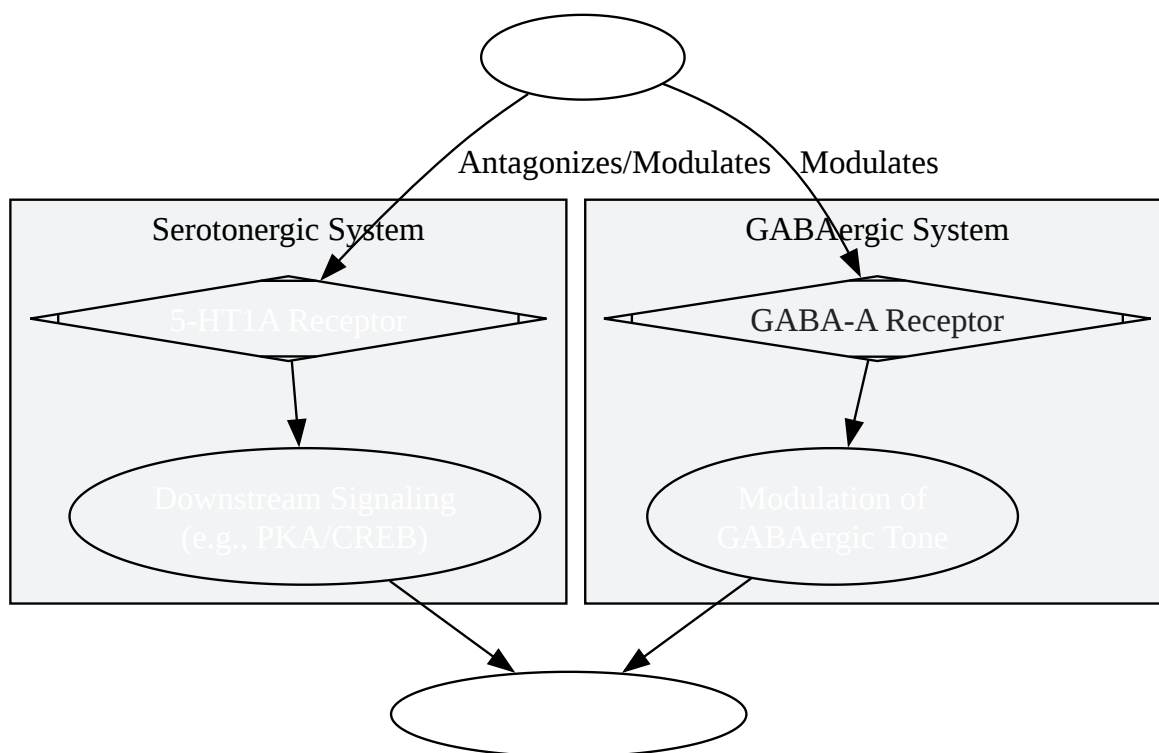 Antagonizes/Modulates
Modulates
Serotonergic System
GABAergic System
5-HT1A Receptor
GABA-A Receptor
Downstream Signaling
(e.g., PKA/CREB)
Modulation of
GABAergic Tone